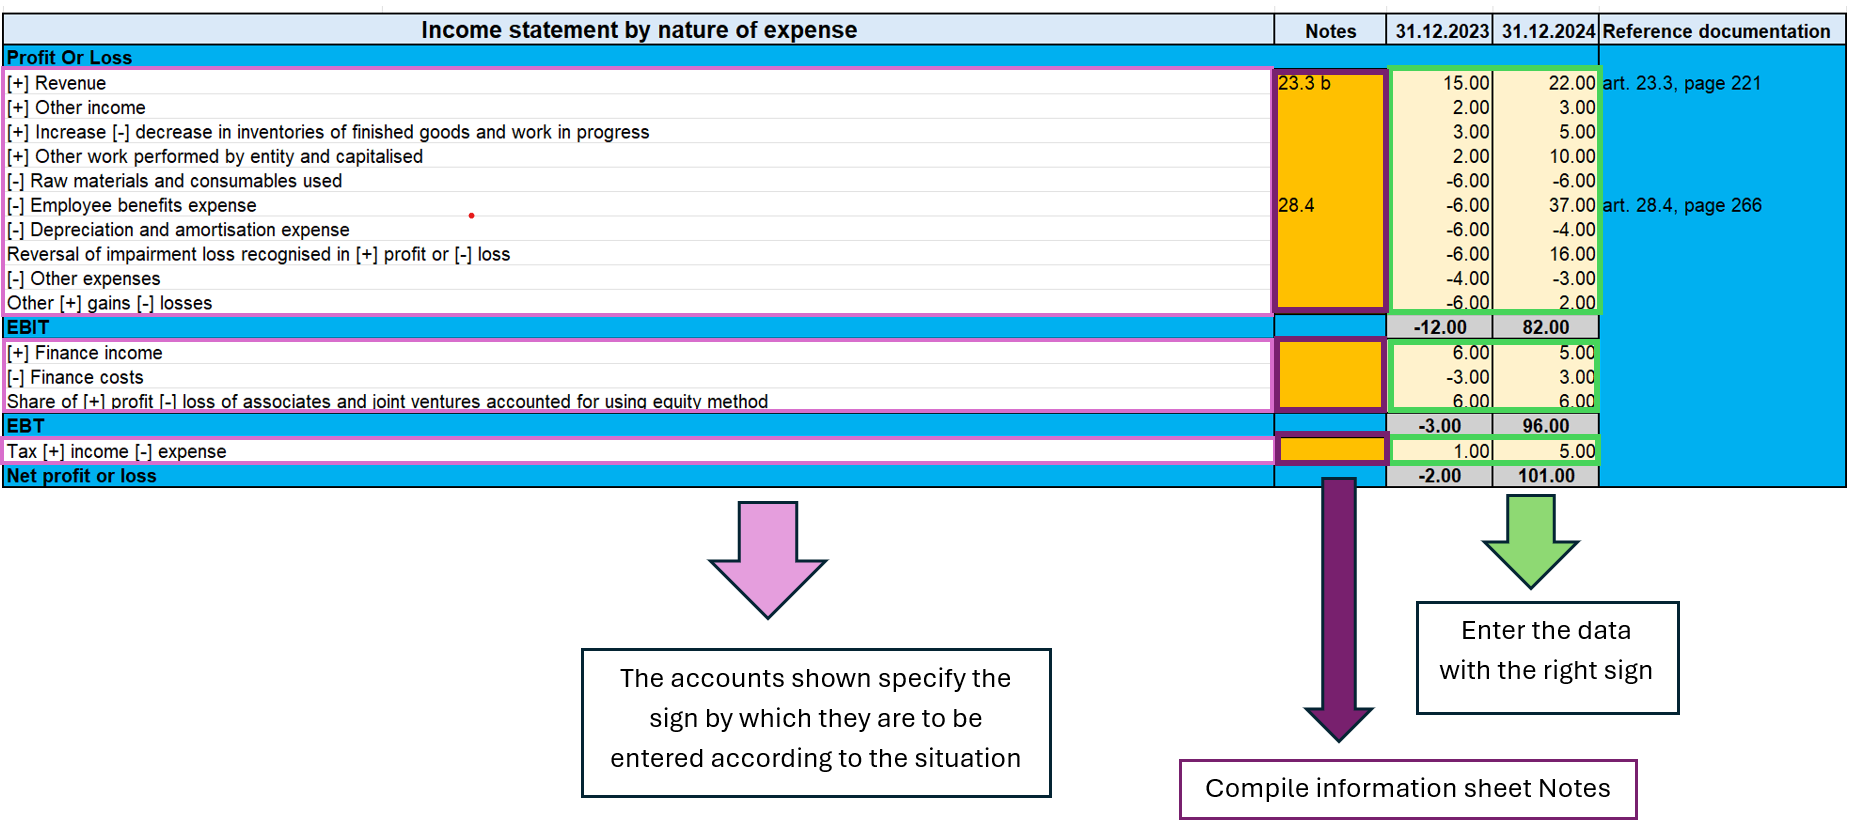 Income statement by nature of expense Notes 31.12.2023 31.12.2024 Reference documentation
Profit Or Loss
[+] Revenue 23.3 b 15.00 22.00 art. 23.3, page 221
[+] Other income 2.00 3.00
[+] Increase [-] decrease in inventories of finished goods and work in progress 3.00 5.00
[+] Other work performed by entity and capitalised 2.00 10.00
[-] Raw materials and consumables used -6.00 -6.00
[-] Employee benefits expense 28.4 -6.00 37.00 art. 28.4, page 266
[-] Depreciation and amortisation expense -6.00 -4.00
Reversal of impairment loss recognised in [+] profit or [-] loss -6.00 16.00
[-] Other expenses -4.00 -3.00
Other [+] gains [-] losses -6.00 2.00
EBIT -12.00 82.00
[+] Finance income 6.00 5.00
[-] Finance costs -3.00 3.00
Share of [+] profit [-] loss of associates and joint ventures accounted for using equity method 6.00 6.00
EBT -3.00 96.00
Tax [+] income [-] expense 1.00 5.00
Net profit or loss -2.00 101.00
The accounts shown specify the
sign by which they are to be
entered according to the situation
Enter the data
with the right sign
Compile information sheet Notes